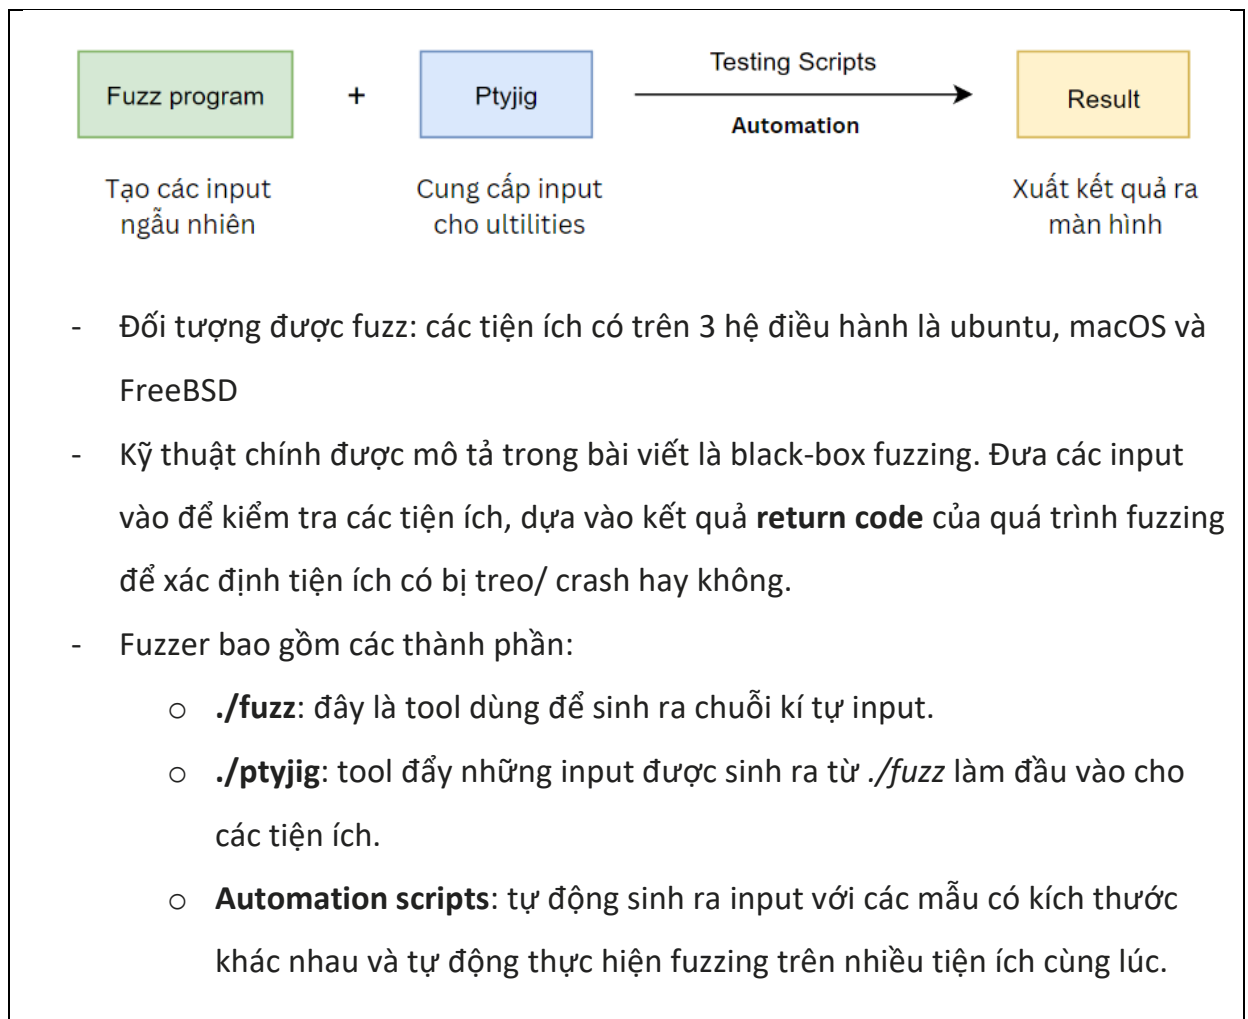 Fuzz program + Ptyjig Testing Scripts Result
Automation
Tạo các input Cung cấp input Xuất kết quả ra
ngẫu nhiên cho ultilities màn hình
- Đối tượng được fuzz: các tiện ích có trên 3 hệ điều hành là ubuntu, macOS và
FreeBSD
- Kỹ thuật chính được mô tả trong bài viết là black-box fuzzing. Đưa các input
vào để kiểm tra các tiện ích, dựa vào kết quả return code của quá trình fuzzing
để xác định tiện ích có bị treo/ crash hay không.
- Fuzzer bao gồm các thành phần:
o ./fuzz: đây là tool dùng để sinh ra chuỗi kí tự input.
o ./ptyjig: tool đẩy những input được sinh ra từ ./fuzz làm đầu vào cho
các tiện ích.
o Automation scripts: tự động sinh ra input với các mẫu có kích thước
khác nhau và tự động thực hiện fuzzing trên nhiều tiện ích cùng lúc.